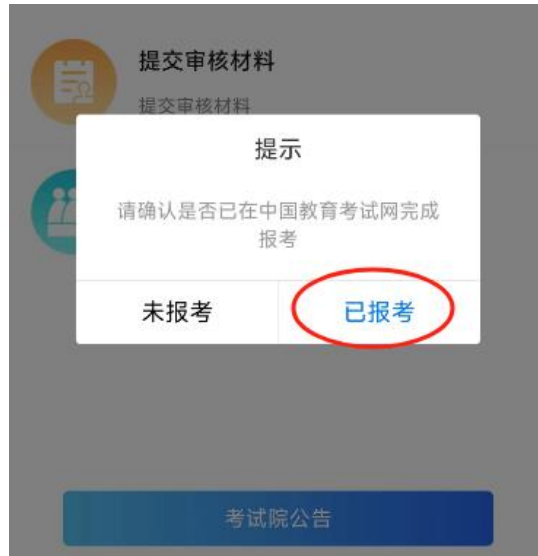 提交审核材料
提交审核材料
提示
请确认是否已在中国教育考试网完成
报考
未报考
已报考
考试院公告